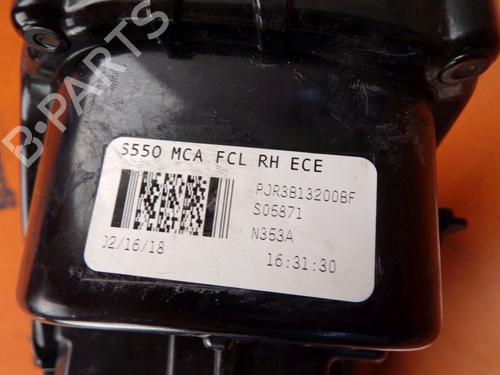 B-PARTS
S550 MCA FCL RH ECE
PJR3B13200BF
S05871
N353A
02/16/18
16:31:30